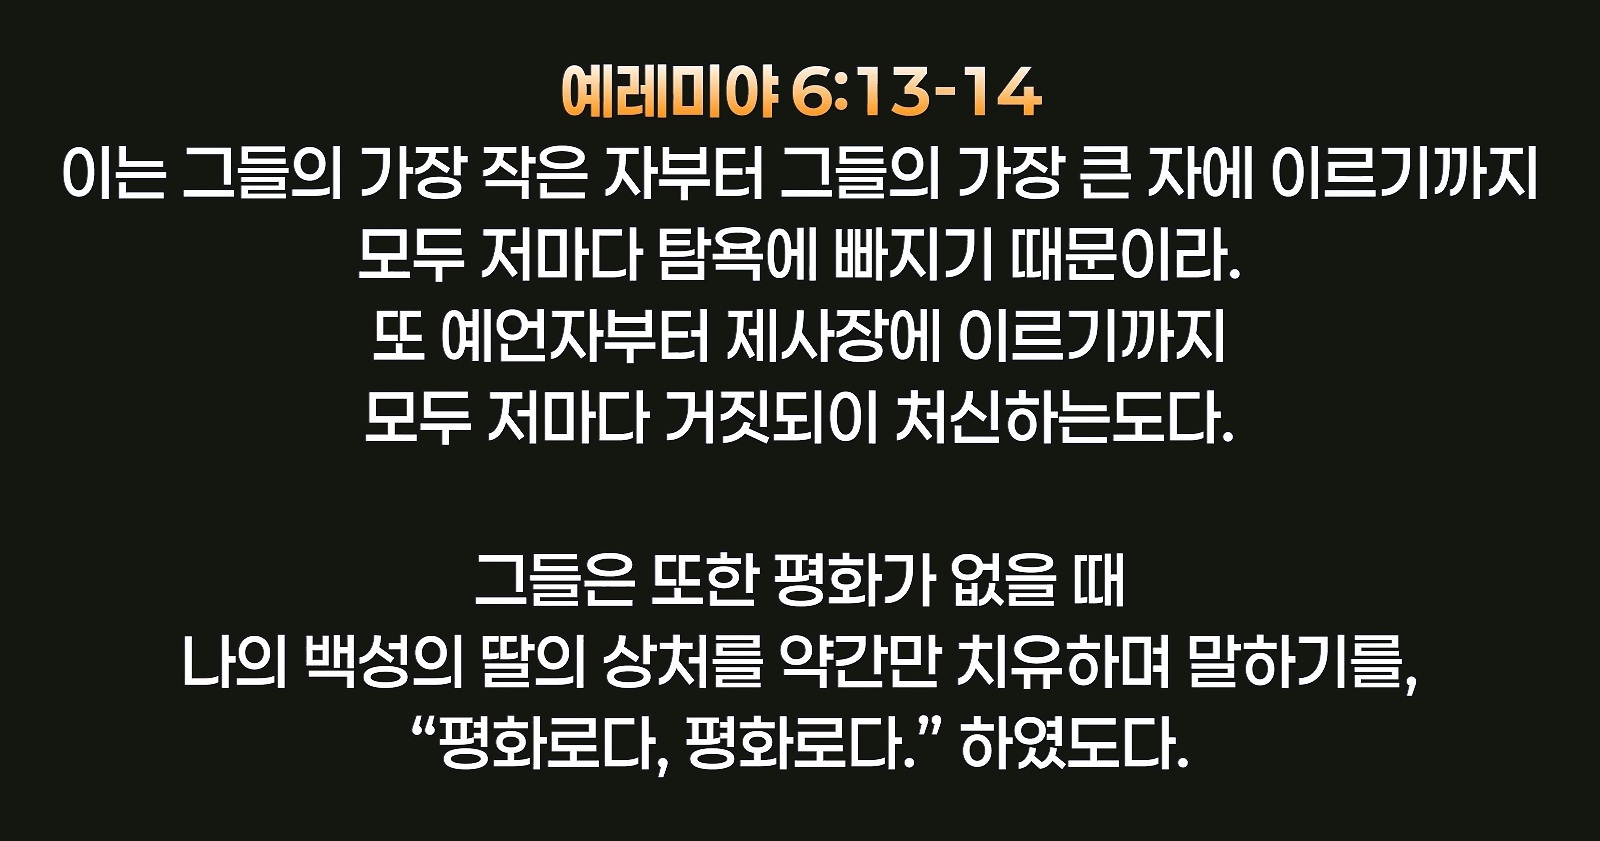 예레미야 6:13-14
이는 그들의 가장 작은 자부터 그들의 가장 큰 자에 이르기까지
모두 저마다 탐욕에 빠지기 때문이라.
또 예언자부터 제사장에 이르기까지
모두 저마다 거짓되이 처신하는도다.
그들은 또한 평화가 없을 때
나의 백성의 딸의 상처를 약간만 치유하며 말하기를,
“평화로다, 평화로다.” 하였도다.